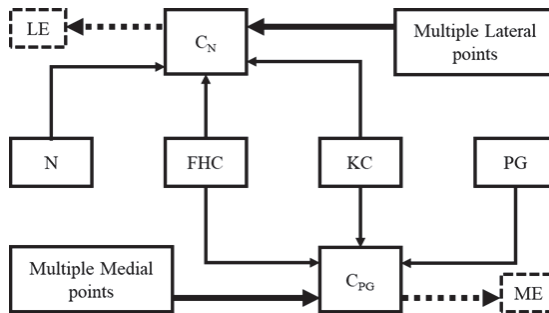 LE
C_N
Multiple Lateral
points
N
FHC
KC
PG
Multiple Medial
points
C_PG
ME